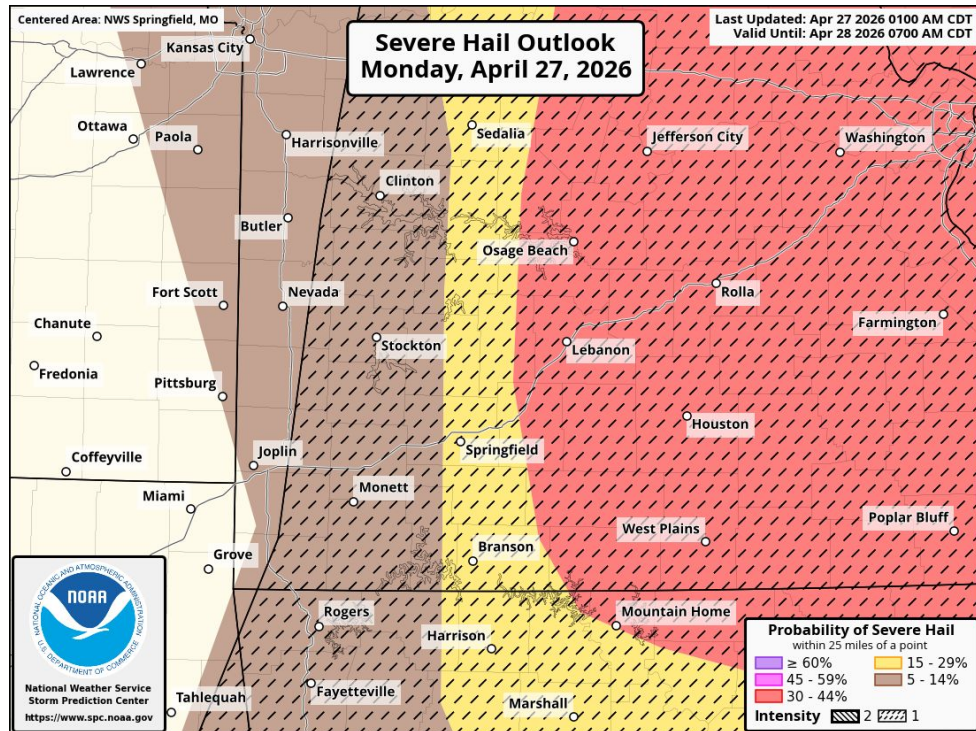 Centered Area: NWS Springfield, MO
Severe Hail Outlook
Monday, April 27, 2026
Last Updated: Apr 27 2026 0100 AM CDT
Valid Until: Apr 28 2026 0700 AM CDT
Kansas City
Lawrence
Ottawa
Paola
Harrisonville
Sedalia
Jefferson City
Washington
Clinton
Butler
Osage Beach
Fort Scott
Nevada
Rolla
Chanute
Farmington
Stockton
Lebanon
Fredonia
Pittsburg
Houston
Coffeyville
Joplin
Springfield
Miami
Monett
West Plains
Poplar Bluff
Grove
Branson
Rogers
Mountain Home
Harrison
Tahlequah
Fayetteville
Marshall
NATIONAL OCEANIC AND ATMOSPHERIC ADMINISTRATION
NOAA
U.S. DEPARTMENT OF COMMERCE
National Weather Service
Storm Prediction Center
https://www.spc.noaa.gov
Probability of Severe Hail
within 25 miles of a point
≥ 60%
15 - 29%
45 - 59%
5 - 14%
30 - 44%
Intensity 2 1